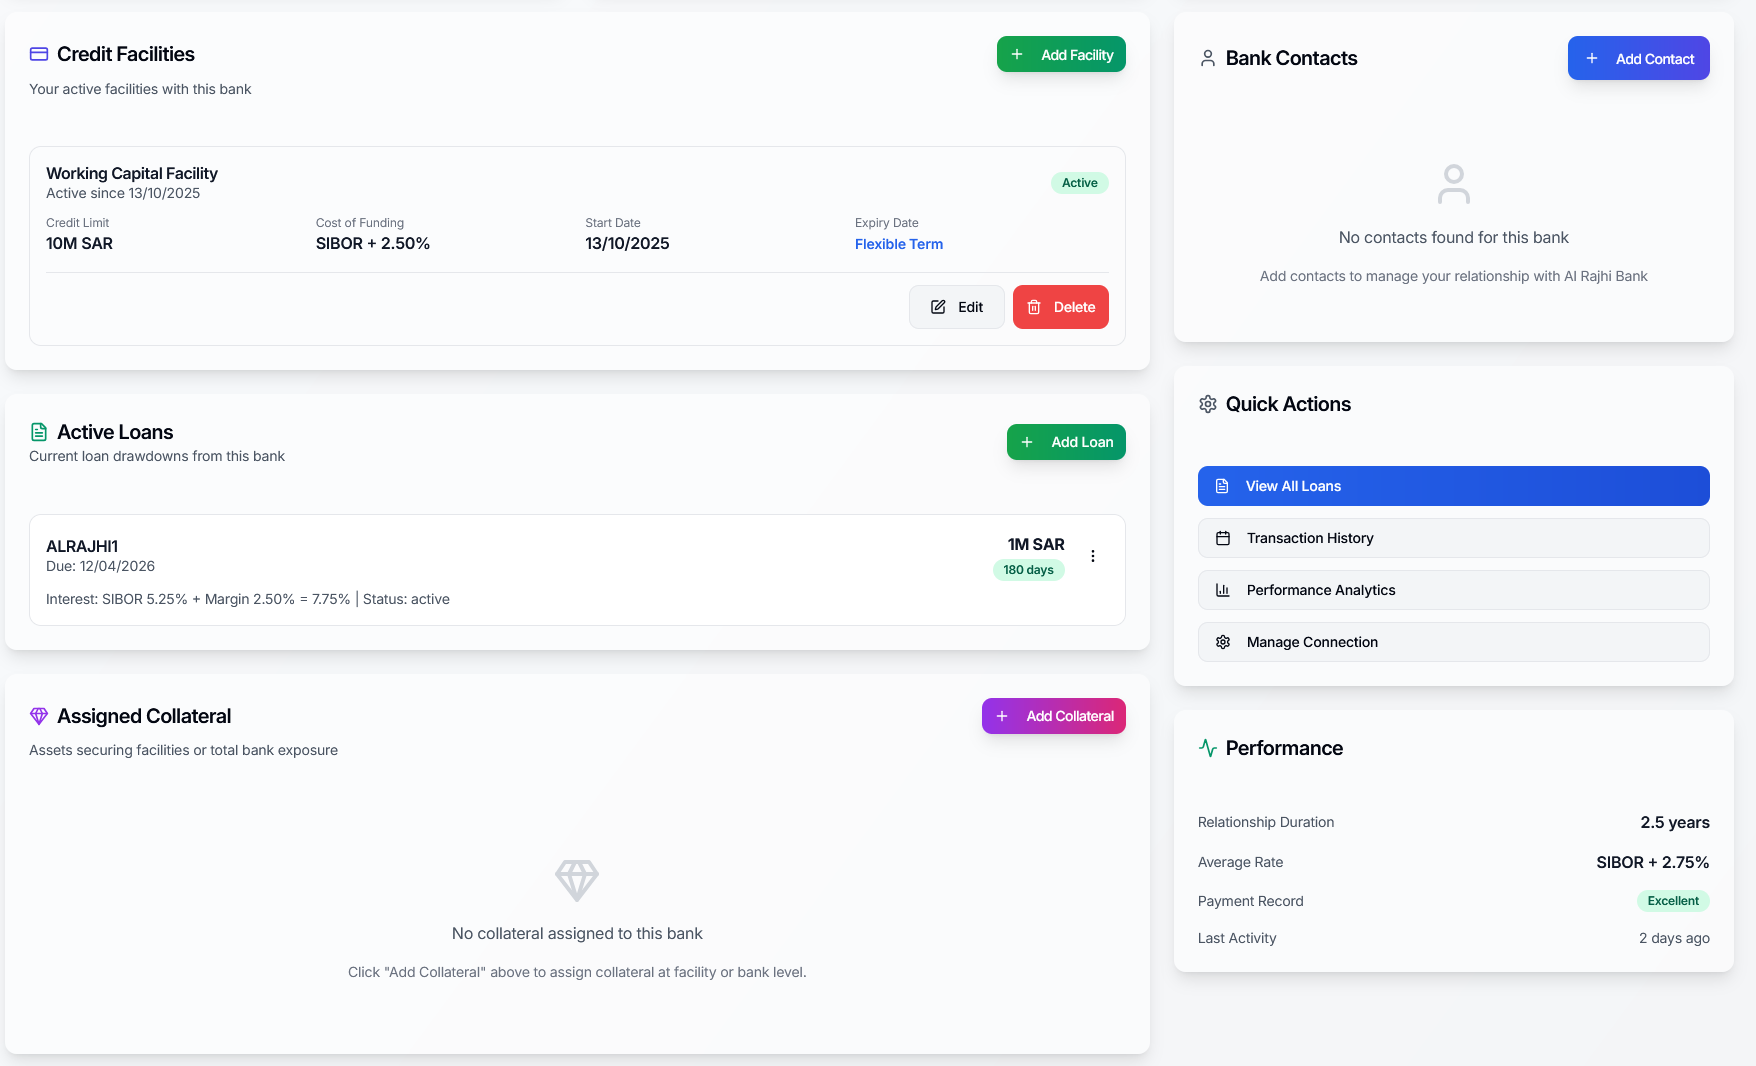 Credit Facilities
Add Facility
Your active facilities with this bank
Working Capital Facility
Active since 13/10/2025
Active
Credit Limit
10M SAR
Cost of Funding
SIBOR + 2.50%
Start Date
13/10/2025
Expiry Date
Flexible Term
Edit
Delete
Active Loans
Current loan drawdowns from this bank
Add Loan
ALRAJHI1
Due: 12/04/2026
1M SAR
180 days
Interest: SIBOR 5.25% + Margin 2.50% = 7.75% | Status: active
Assigned Collateral
Add Collateral
Assets securing facilities or total bank exposure
No collateral assigned to this bank
Click "Add Collateral" above to assign collateral at facility or bank level.
Bank Contacts
Add Contact
No contacts found for this bank
Add contacts to manage your relationship with Al Rajhi Bank
Quick Actions
View All Loans
Transaction History
Performance Analytics
Manage Connection
Performance
Relationship Duration
2.5 years
Average Rate
SIBOR + 2.75%
Payment Record
Excellent
Last Activity
2 days ago